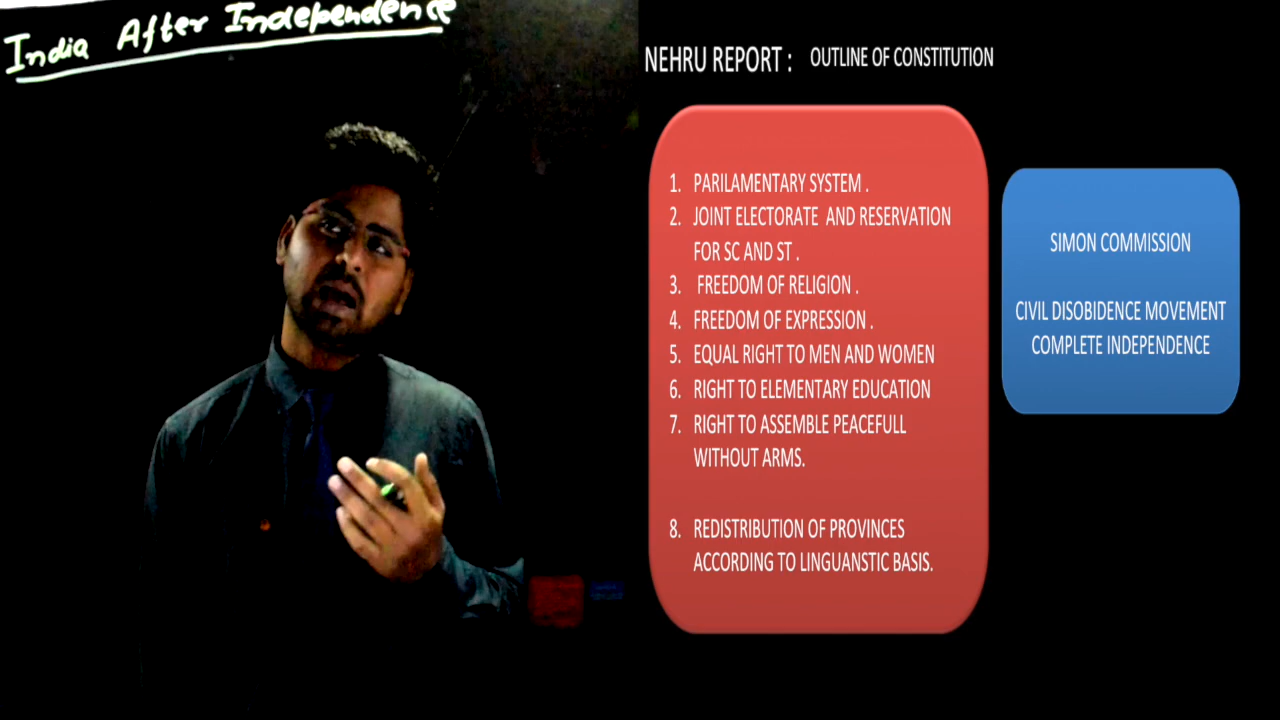 India After Independence
NEHRU REPORT : OUTLINE OF CONSTITUTION
1. PARILAMENTARY SYSTEM .
2. JOINT ELECTORATE AND RESERVATION
FOR SC AND ST .
3. FREEDOM OF RELIGION .
4. FREEDOM OF EXPRESSION .
5. EQUAL RIGHT TO MEN AND WOMEN
6. RIGHT TO ELEMENTARY EDUCATION
7. RIGHT TO ASSEMBLE PEACEFULL
WITHOUT ARMS.
8. REDISTRIBUTION OF PROVINCES
ACCORDING TO LINGUANSTIC BASIS.
SIMON COMMISSION
CIVIL DISOBIDENCE MOVEMENT
COMPLETE INDEPENDENCE